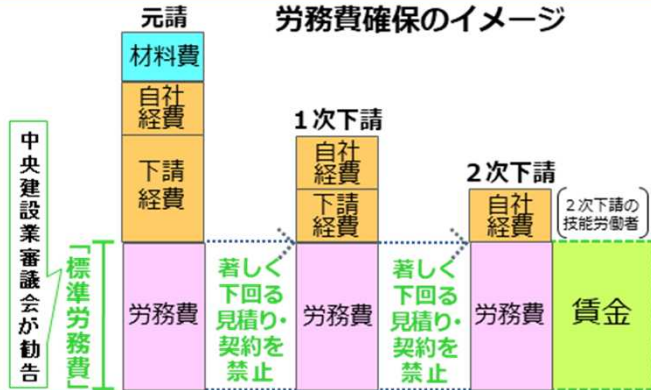 労務費確保のイメージ
元請
材料費
自社
経費
下請
経費
労務費
1次下請
自社
経費
下請
経費
労務費
2次下請
自社
経費
労務費
2次下請の
技能労働者
賃金
著しく
下回る
見積り・
契約を
禁止
著しく
下回る
見積り・
契約を
禁止
中央建設業審議会が勧告
「標準労務費」